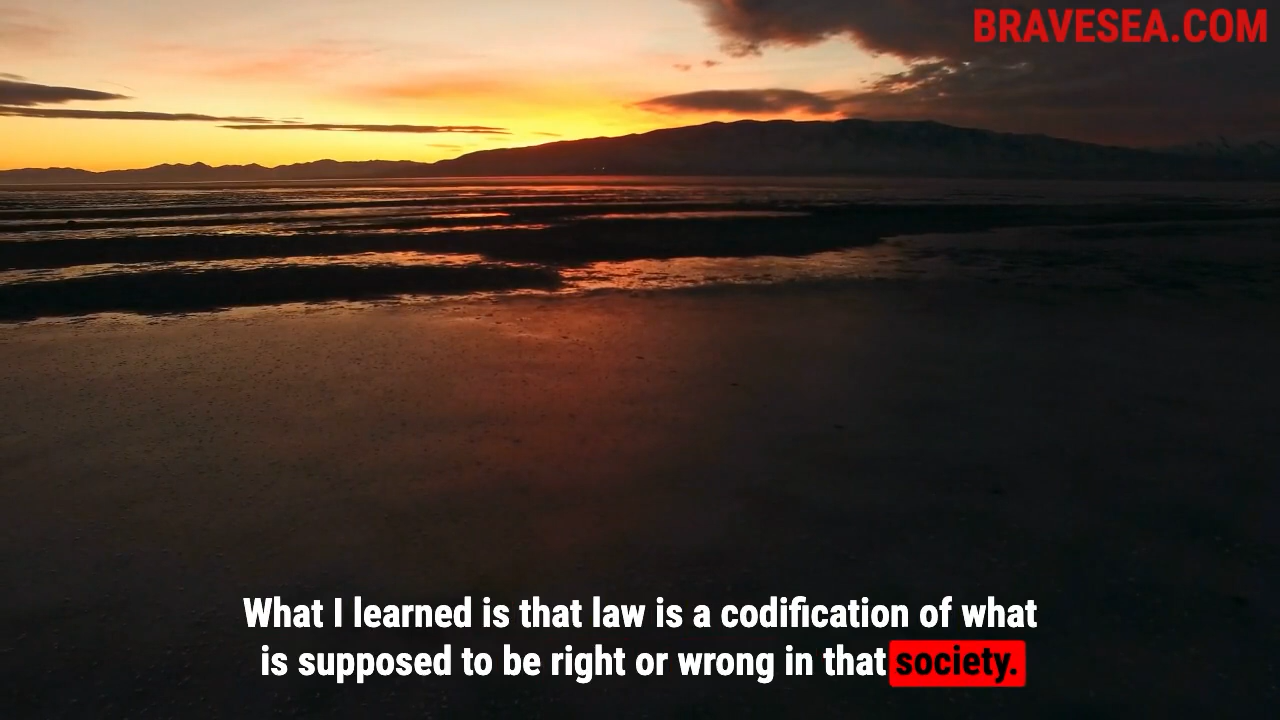 BRAVESEA.COM
What I learned is that law is a codification of what
is supposed to be right or wrong in that society.